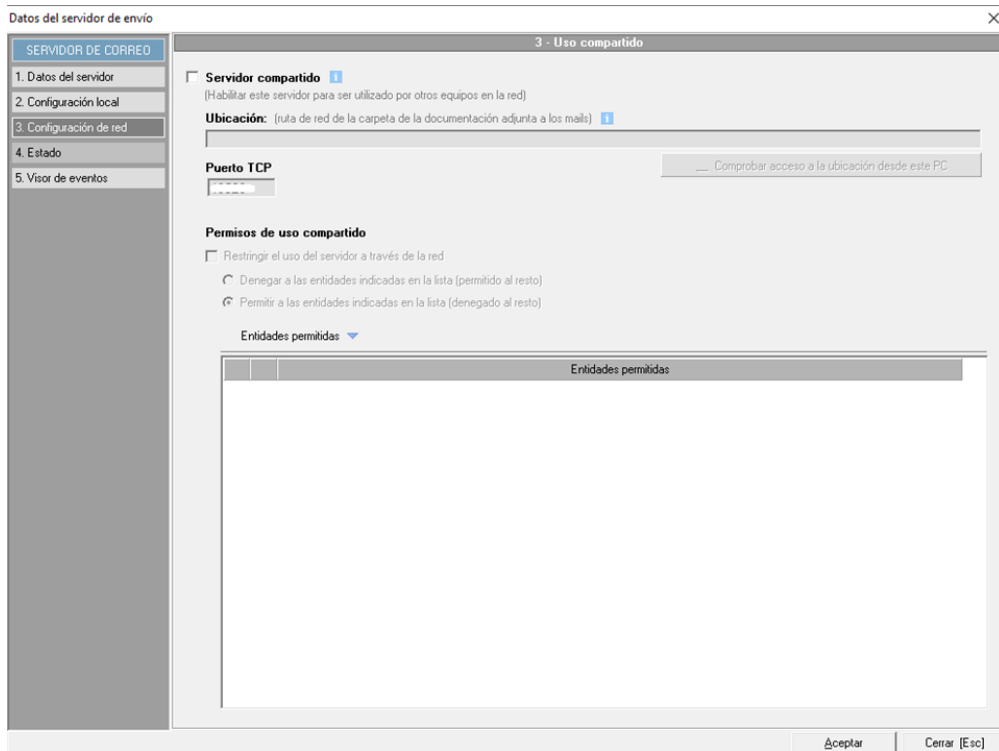 Datos del servidor de envío
SERVIDOR DE CORREO
1. Datos del servidor
2. Configuración local
3. Configuración de red
4. Estado
5. Visor de eventos
3 - Uso compartido
Servidor compartido
(Habilitar este servidor para ser utilizado por otros equipos en la red)
Ubicación: (ruta de red de la carpeta de la documentación adjunta a los mails)
Puerto TCP
Comprobar acceso a la ubicación desde este PC
Permisos de uso compartido
Restringir el uso del servidor a través de la red
Denegar a las entidades indicadas en la lista (permitido al resto)
Permitir a las entidades indicadas en la lista (denegado al resto)
Entidades permitidas
Entidades permitidas
Aceptar
Cerrar [Esc]